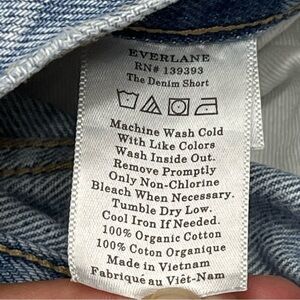 EVERLANE
RN# 139393
The Denim Short
Machine Wash Cold
With Like Colors
Wash Inside Out.
Remove Promptly
Only Non-Chlorine
Bleach When Necessary.
Tumble Dry Low.
Cool Iron If Needed.
100% Organic Cotton
100% Coton Organique
Made in Vietnam
Fabriqué au Viêt-Nam